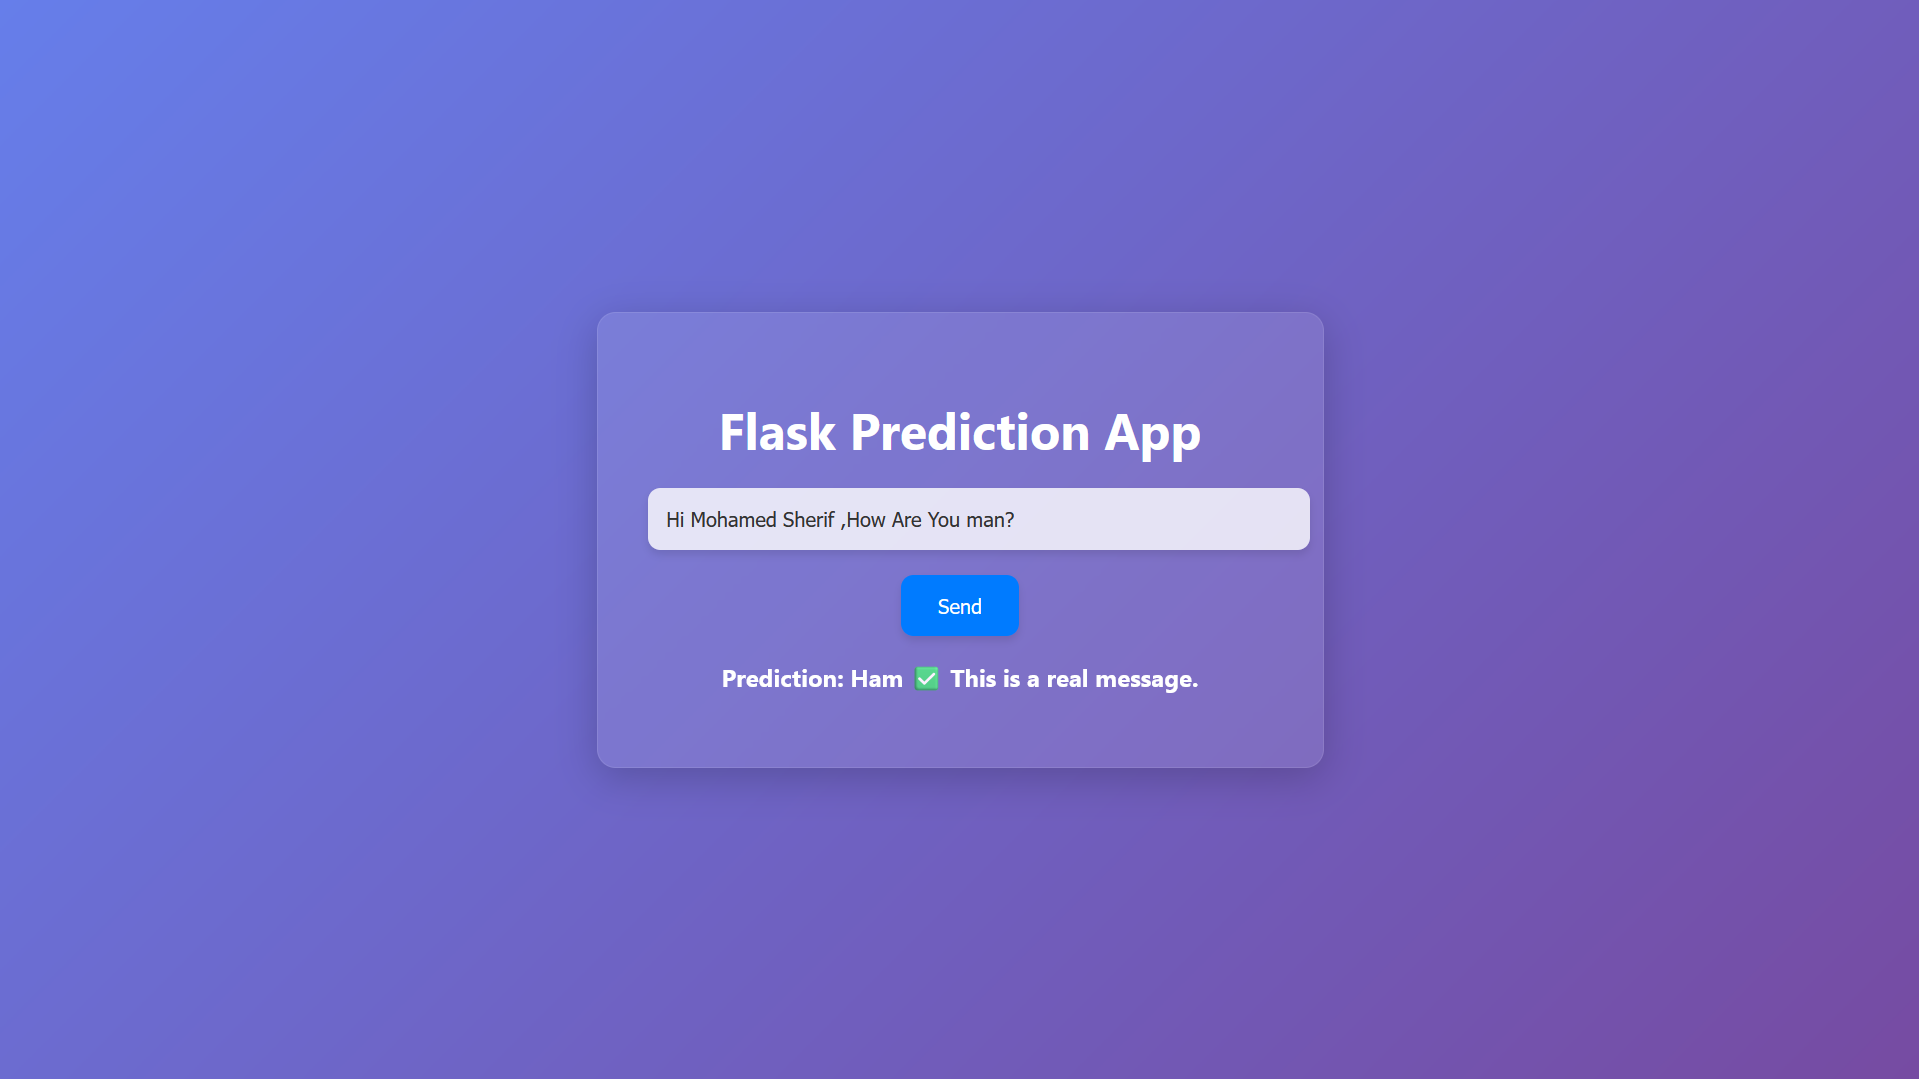 Flask Prediction App
Hi Mohamed Sherif ,How Are You man?
Send
Prediction: Ham ✅ This is a real message.